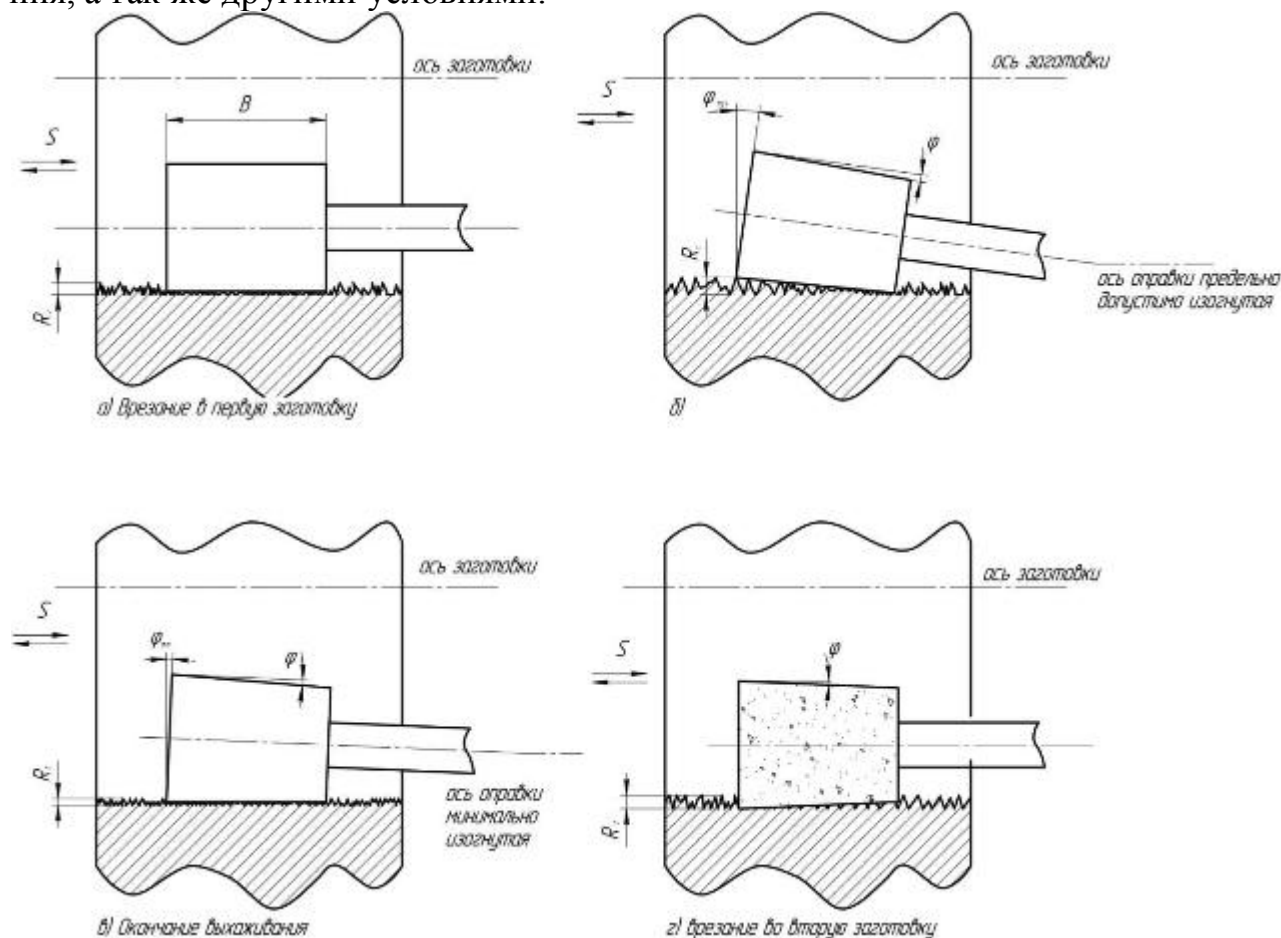 ния, а так же другими условиями.
ось заготовки
B
S
R
а) Врезание в первую заготовку
ось заготовки
S
φ
φ
R
ось оправки предельно
допустимо изогнутая
б)
ось заготовки
S
φ
φ
R
ось оправки
минимально
изогнутая
в) Окончание выхаживания
ось заготовки
S
φ
R
г) врезание во вторую заготовку